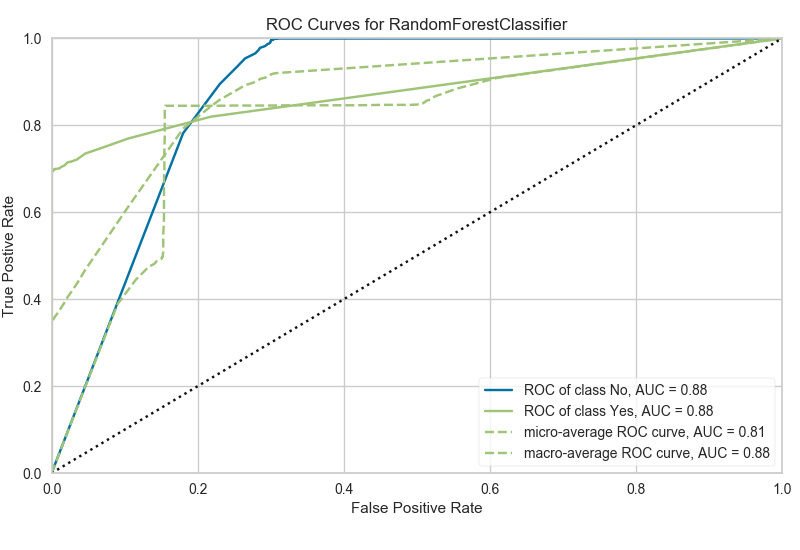 ROC Curves for RandomForestClassifier
1.0
0.8
0.6
0.4
0.2
0.0
True Postive Rate
0.0 0.2 0.4 0.6 0.8 1.0
False Positive Rate
ROC of class No, AUC = 0.88
ROC of class Yes, AUC = 0.88
micro-average ROC curve, AUC = 0.81
macro-average ROC curve, AUC = 0.88